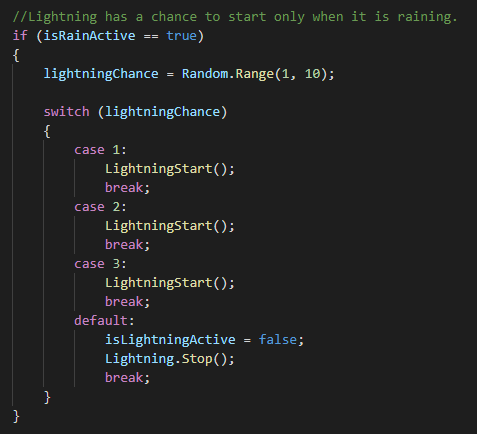 //Lightning has a chance to start only when it is raining.
if (isRainActive == true)
{
lightningChance = Random.Range(1, 10);
switch (lightningChance)
{
case 1:
LightningStart();
break;
case 2:
LightningStart();
break;
case 3:
LightningStart();
break;
default:
isLightningActive = false;
Lightning.Stop();
break;
}
}